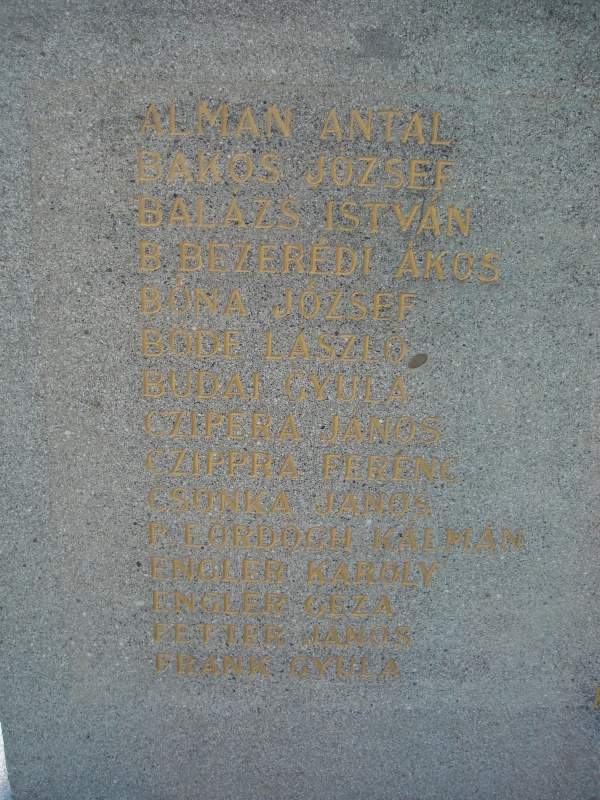 ALMAN ANTAL
BAKOS JÓZSEF
BALÁZS ISTVÁN
B BEZERÉDI ÁKOS
BÓNA JÓZSEF
BODE LÁSZLÓ
BUDAI GYULA
CZIPERA JÁNOS
CZIPPRA FERENC
CSONKA JÁNOS
P. EÖRDÖGH KÁLMÁN
ENGLER KÁROLY
ENGLER GÉZA
FETTER JÁNOS
FRANK GYULA